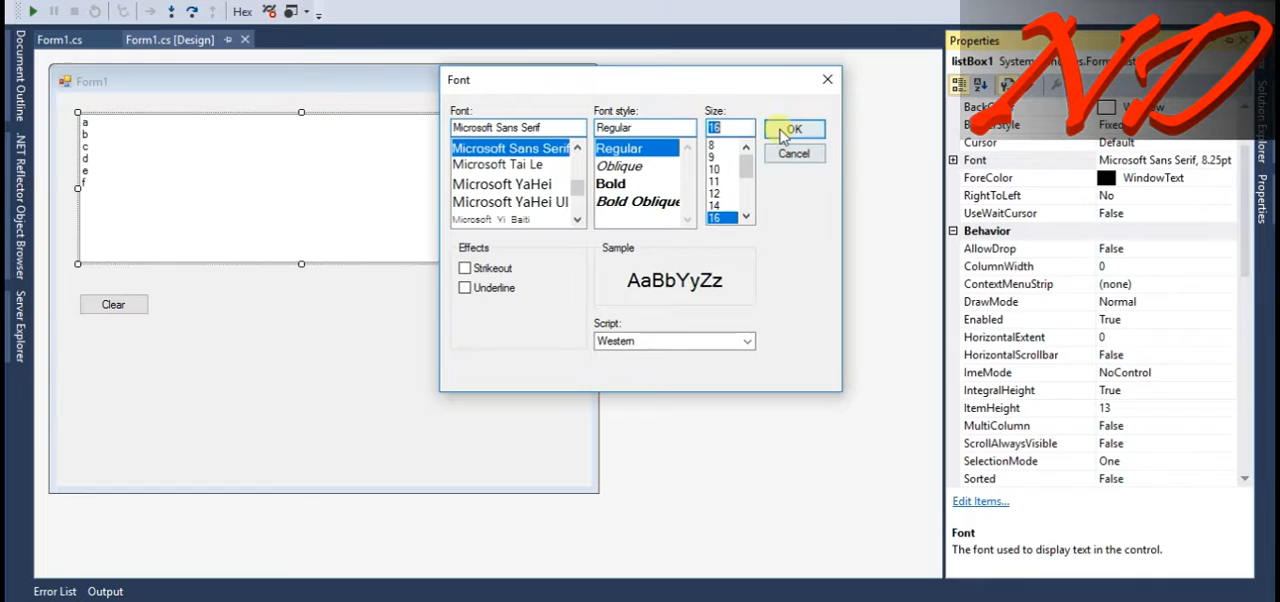 Hex
Form1.cs
Form1.cs [Design]
Document Outline
.NET Reflector Object Browser
Server Explorer
Form1
a
b
c
d
e
f
Clear
Font
Font:
Microsoft Sans Serif
Microsoft Sans Serif
Microsoft Tai Le
Microsoft YaHei
Microsoft YaHei UI
Microsoft Yi Baiti
Font style:
Regular
Regular
Oblique
Bold
Bold Oblique
Size:
16
8
9
10
11
12
14
16
OK
Cancel
Effects
Strikeout
Underline
Sample
AaBbYyZz
Script:
Western
Properties
listBox1
ND
Window
Fixed
Cursor Default
Font Microsoft Sans Serif, 8.25pt
ForeColor WindowText
RightToLeft No
UseWaitCursor False
Behavior
AllowDrop False
ColumnWidth 0
ContextMenuStrip (none)
DrawMode Normal
Enabled True
HorizontalExtent 0
HorizontalScrollbar False
ImeMode NoControl
IntegralHeight True
ItemHeight 13
MultiColumn False
ScrollAlwaysVisible False
SelectionMode One
Sorted False
Edit Items...
Font
The font used to display text in the control.
Solution Explorer
Properties
Error List
Output